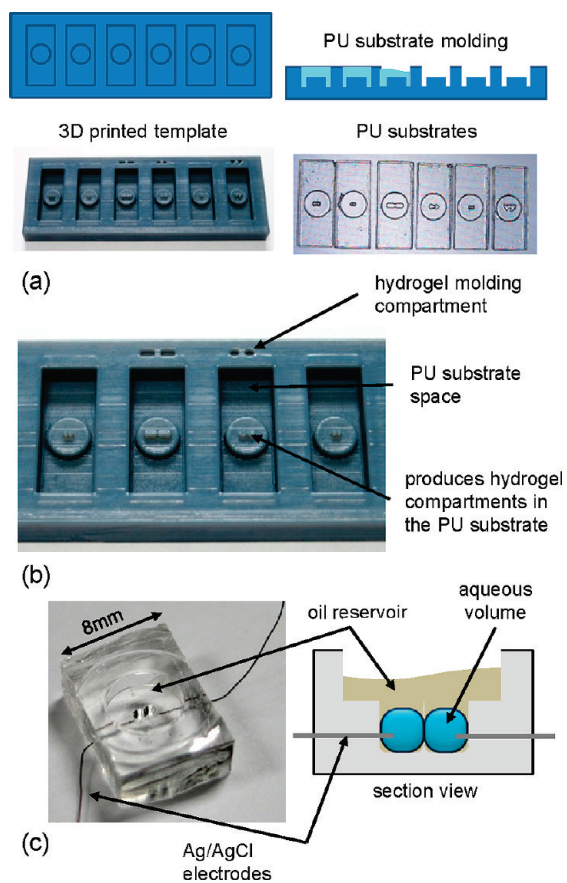 PU substrate molding
3D printed template
PU substrates
(a)
hydrogel molding
compartment
PU substrate
space
produces hydrogel
compartments in
the PU substrate
(b)
8mm
oil reservoir
aqueous
volume
section view
(c)
Ag/AgCl
electrodes